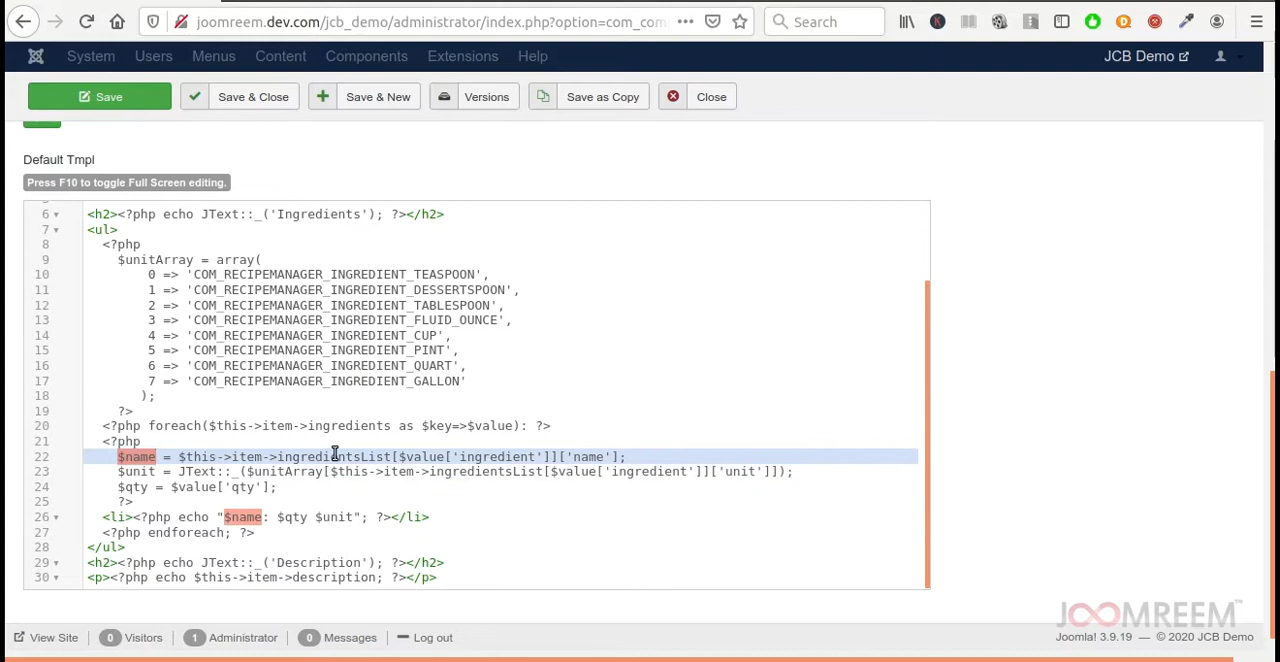 joomreem.dev.com/jcb_demo/administrator/index.php?option=com_com
Search
System Users Menus Content Components Extensions Help JCB Demo
Save Save & Close Save & New Versions Save as Copy Close
Default Tmpl
Press F10 to toggle Full Screen editing.
6 <h2><?php echo JText::_('Ingredients'); ?></h2>
7 <ul>
8 <?php
9 $unitArray = array(
10 0 => 'COM_RECIPEMANAGER_INGREDIENT_TEASPOON',
11 1 => 'COM_RECIPEMANAGER_INGREDIENT_DESSERTSPOON',
12 2 => 'COM_RECIPEMANAGER_INGREDIENT_TABLESPOON',
13 3 => 'COM_RECIPEMANAGER_INGREDIENT_FLUID_OUNCE',
14 4 => 'COM_RECIPEMANAGER_INGREDIENT_CUP',
15 5 => 'COM_RECIPEMANAGER_INGREDIENT_PINT',
16 6 => 'COM_RECIPEMANAGER_INGREDIENT_QUART',
17 7 => 'COM_RECIPEMANAGER_INGREDIENT_GALLON'
18 );
19 ?>
20 <?php foreach($this->item->ingredients as $key=>$value): ?>
21 <?php
22 $name = $this->item->ingredientsList[$value['ingredient']]['name'];
23 $unit = JText::_($unitArray[$this->item->ingredientsList[$value['ingredient']]['unit']]);
24 $qty = $value['qty'];
25 ?>
26 <li><?php echo "$name: $qty $unit"; ?></li>
27 <?php endforeach; ?>
28 </ul>
29 <h2><?php echo JText::_('Description'); ?></h2>
30 <p><?php echo $this->item->description; ?></p>
JOOMREEM™
View Site 0 Visitors 1 Administrator 0 Messages Log out Joomla! 3.9.19 — © 2020 JCB Demo